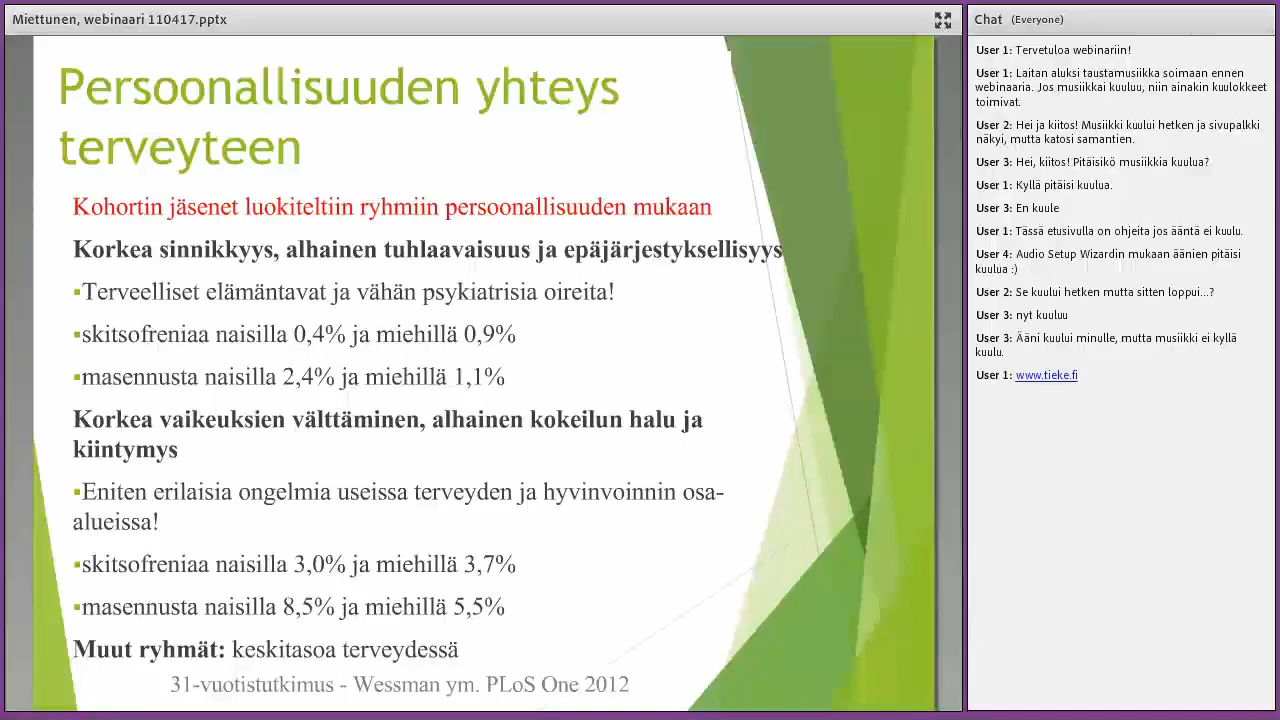 Miettunen, webinaari 110417.pptx
Persoonallisuuden yhteys
terveyteen
Kohortin jäsenet luokiteltiin ryhmiin persoonallisuuden mukaan
Korkea sinnikkyys, alhainen tuhlaavaisuus ja epäjärjestyksellisyys
▪Terveelliset elämäntavat ja vähän psykiatrisia oireita!
▪skitsofreniaa naisilla 0,4% ja miehillä 0,9%
▪masennusta naisilla 2,4% ja miehillä 1,1%
Korkea vaikeuksien välttäminen, alhainen kokeilun halu ja
kiintymys
▪Eniten erilaisia ongelmia useissa terveyden ja hyvinvoinnin osa-
alueissa!
▪skitsofreniaa naisilla 3,0% ja miehillä 3,7%
▪masennusta naisilla 8,5% ja miehillä 5,5%
Muut ryhmät: keskitasoa terveydessä
31-vuotistutkimus - Wessman ym. PLoS One 2012
Chat (Everyone)
User 1: Tervetuloa webinariin!
User 1: Laitan aluksi taustamusiikka soimaan ennen
webinaaria. Jos musiikkai kuuluu, niin ainakin kuulokkeet
toimivat.
User 2: Hei ja kiitos! Musiikki kuului hetken ja sivupalkki
näkyi, mutta katosi samantien.
User 3: Hei, kiitos! Pitäisikö musiikkia kuulua?
User 1: Kyllä pitäisi kuulua.
User 3: En kuule
User 1: Tässä etusivulla on ohjeita jos ääntä ei kuulu.
User 4: Audio Setup Wizardin mukaan äänien pitäisi
kuulua :)
User 2: Se kuului hetken mutta sitten loppui...?
User 3: nyt kuuluu
User 3: Ääni kuului minulle, mutta musiikki ei kyllä
kuulu.
User 1: www.tieke.fi